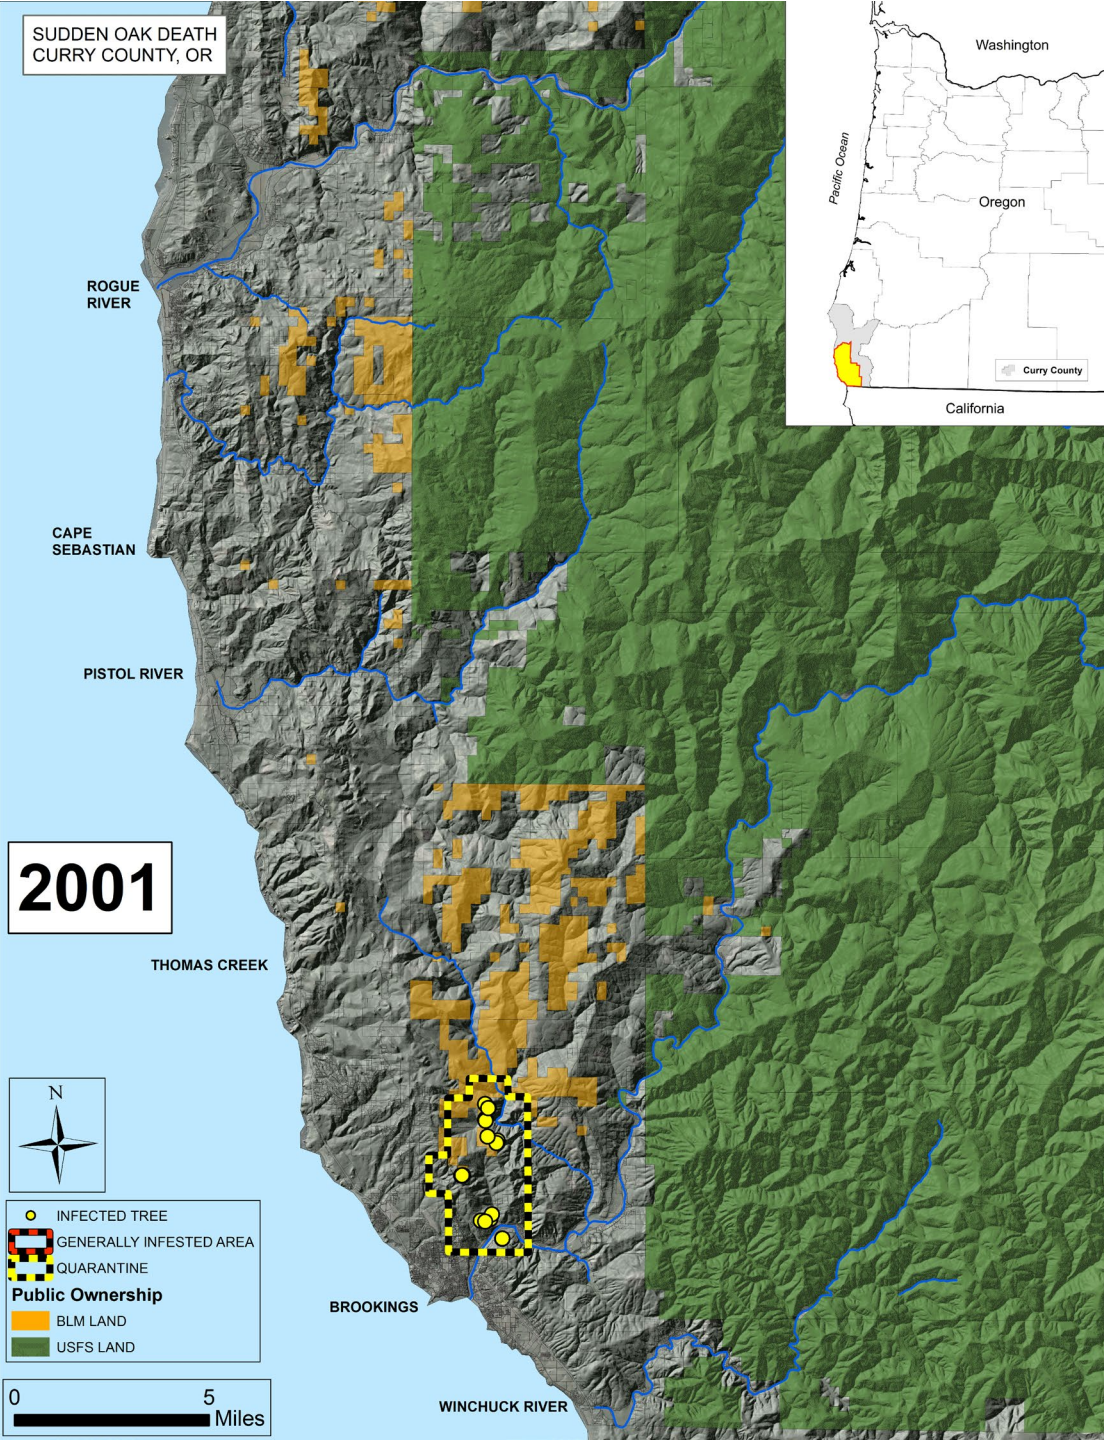 SUDDEN OAK DEATH
CURRY COUNTY, OR
Washington
Pacific Ocean
Oregon
Curry County
California
ROGUE
RIVER
CAPE
SEBASTIAN
PISTOL RIVER
2001
THOMAS CREEK
N
INFECTED TREE
GENERALLY INFESTED AREA
QUARANTINE
Public Ownership
BLM LAND
USFS LAND
BROOKINGS
0 5
Miles
WINCHUCK RIVER